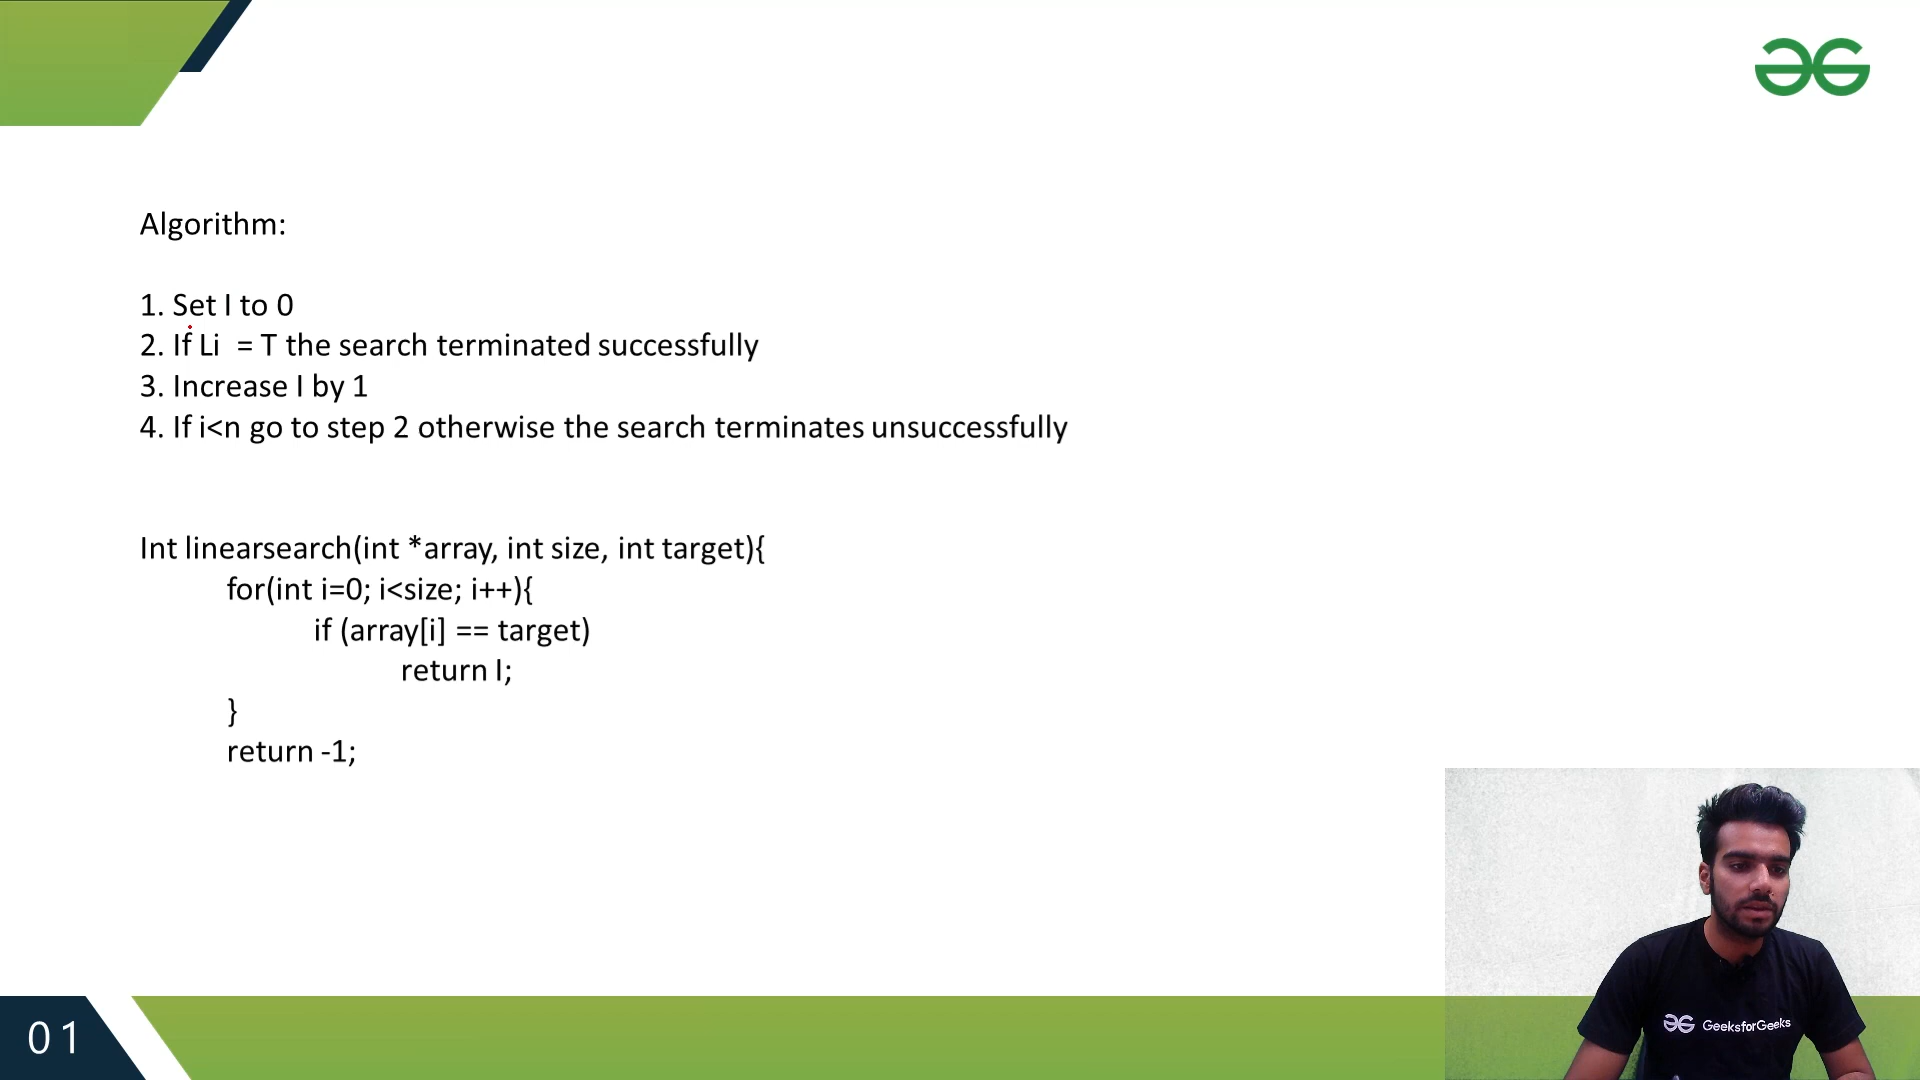 Algorithm:
1. Set I to 0
2. If Li = T the search terminated successfully
3. Increase I by 1
4. If i<n go to step 2 otherwise the search terminates unsuccessfully
Int linearsearch(int *array, int size, int target){
for(int i=0; i<size; i++){
if (array[i] == target)
return I;
}
return -1;
GeeksforGeeks
01